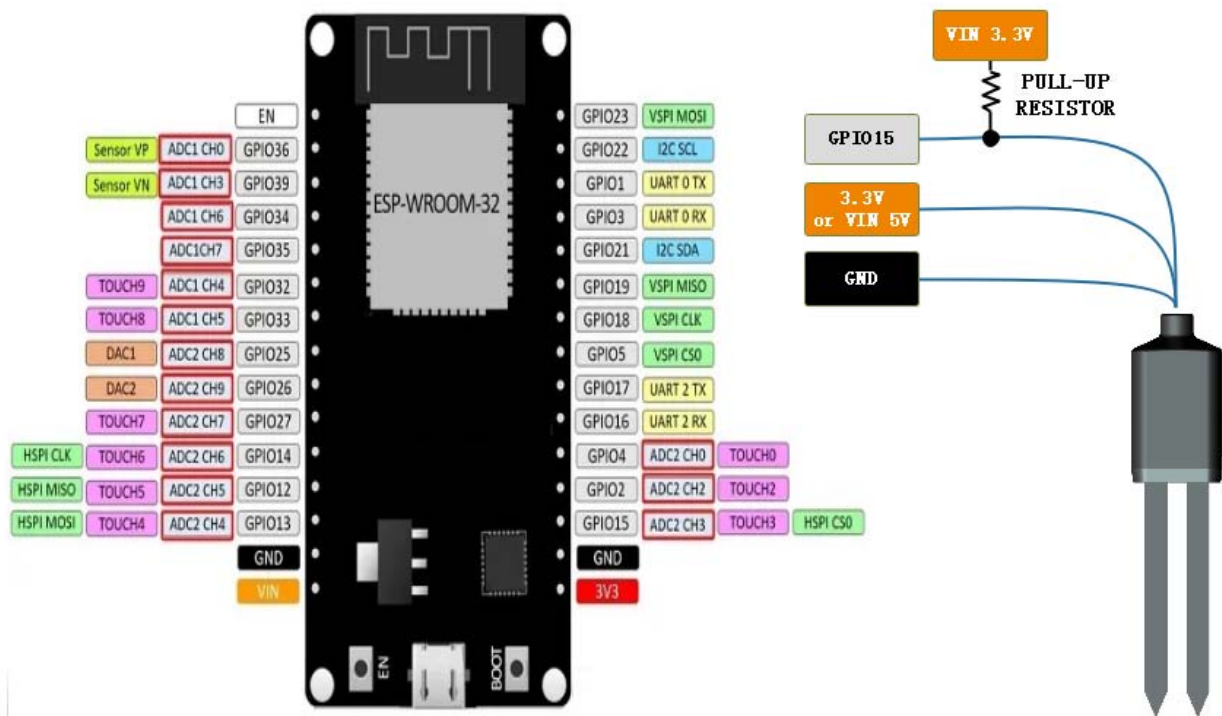 EN
Sensor VP ADC1 CH0 GPIO36
Sensor VN ADC1 CH3 GPIO39
ADC1 CH6 GPIO34
ADC1CH7 GPIO35
TOUCH9 ADC1 CH4 GPIO32
TOUCH8 ADC1 CH5 GPIO33
DAC1 ADC2 CH8 GPIO25
DAC2 ADC2 CH9 GPIO26
TOUCH7 ADC2 CH7 GPIO27
HSPI CLK TOUCH6 ADC2 CH6 GPIO14
HSPI MISO TOUCH5 ADC2 CH5 GPIO12
HSPI MOSI TOUCH4 ADC2 CH4 GPIO13
GND
VIN
ESP-WROOM-32
EN
BOOT
GPIO23 VSPI MOSI
GPIO22 I2C SCL
GPIO1 UART 0 TX
GPIO3 UART 0 RX
GPIO21 I2C SDA
GPIO19 VSPI MISO
GPIO18 VSPI CLK
GPIO5 VSPI CS0
GPIO17 UART 2 TX
GPIO16 UART 2 RX
GPIO4 ADC2 CH0 TOUCH0
GPIO2 ADC2 CH2 TOUCH2
GPIO15 ADC2 CH3 TOUCH3 HSPI CS0
GND
3V3
VIN 3.3V
PULL-UP
RESISTOR
GPIO15
3.3V
or VIN 5V
GND